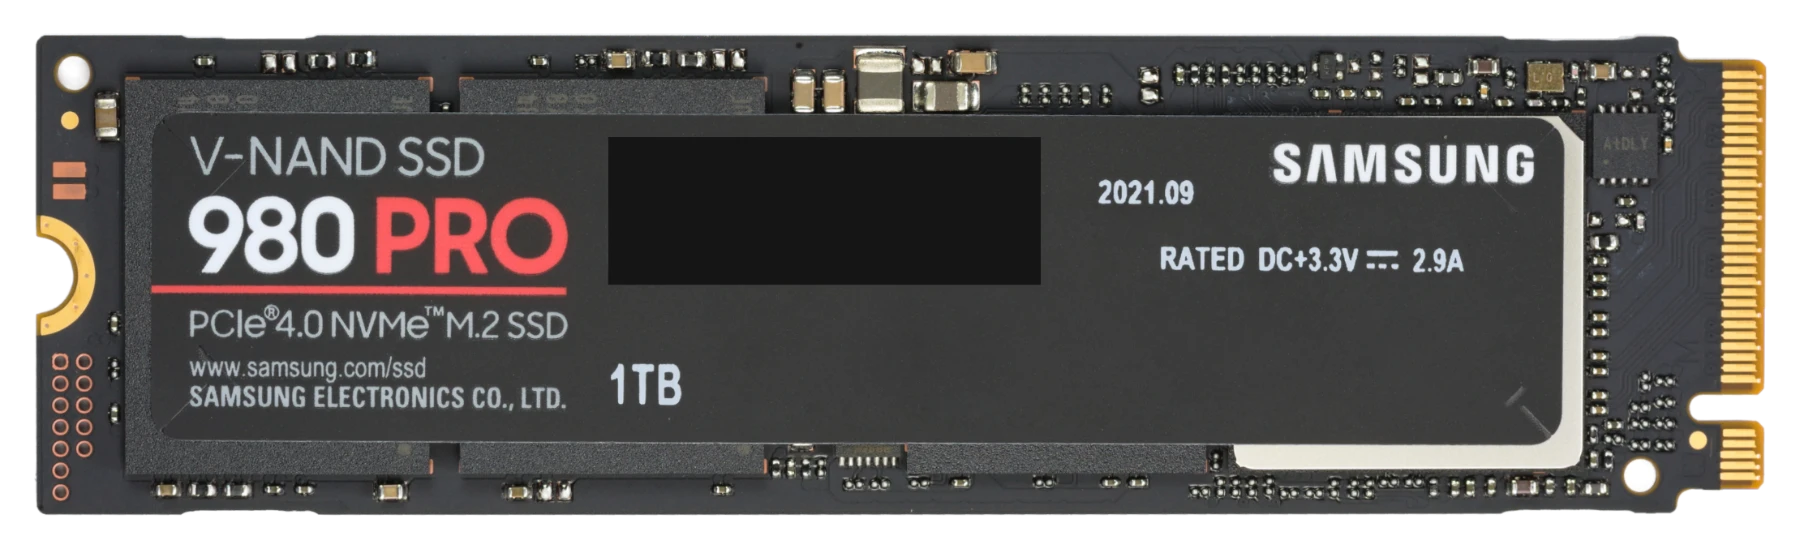 V-NAND SSD
980 PRO
PCIe®4.0 NVMe™ M.2 SSD
www.samsung.com/ssd
SAMSUNG ELECTRONICS CO., LTD.
1TB
2021.09
SAMSUNG
RATED DC+3.3V ⎓ 2.9A